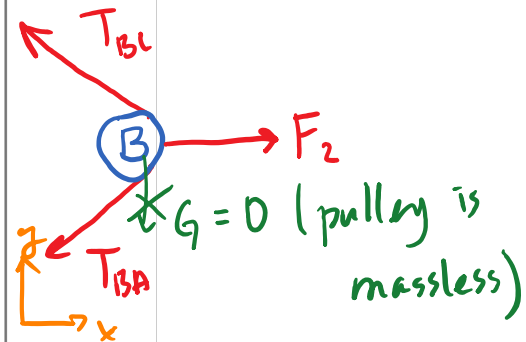 T_BC
B
F_2
G = 0 (pulley is
massless)
T_BA
y
x